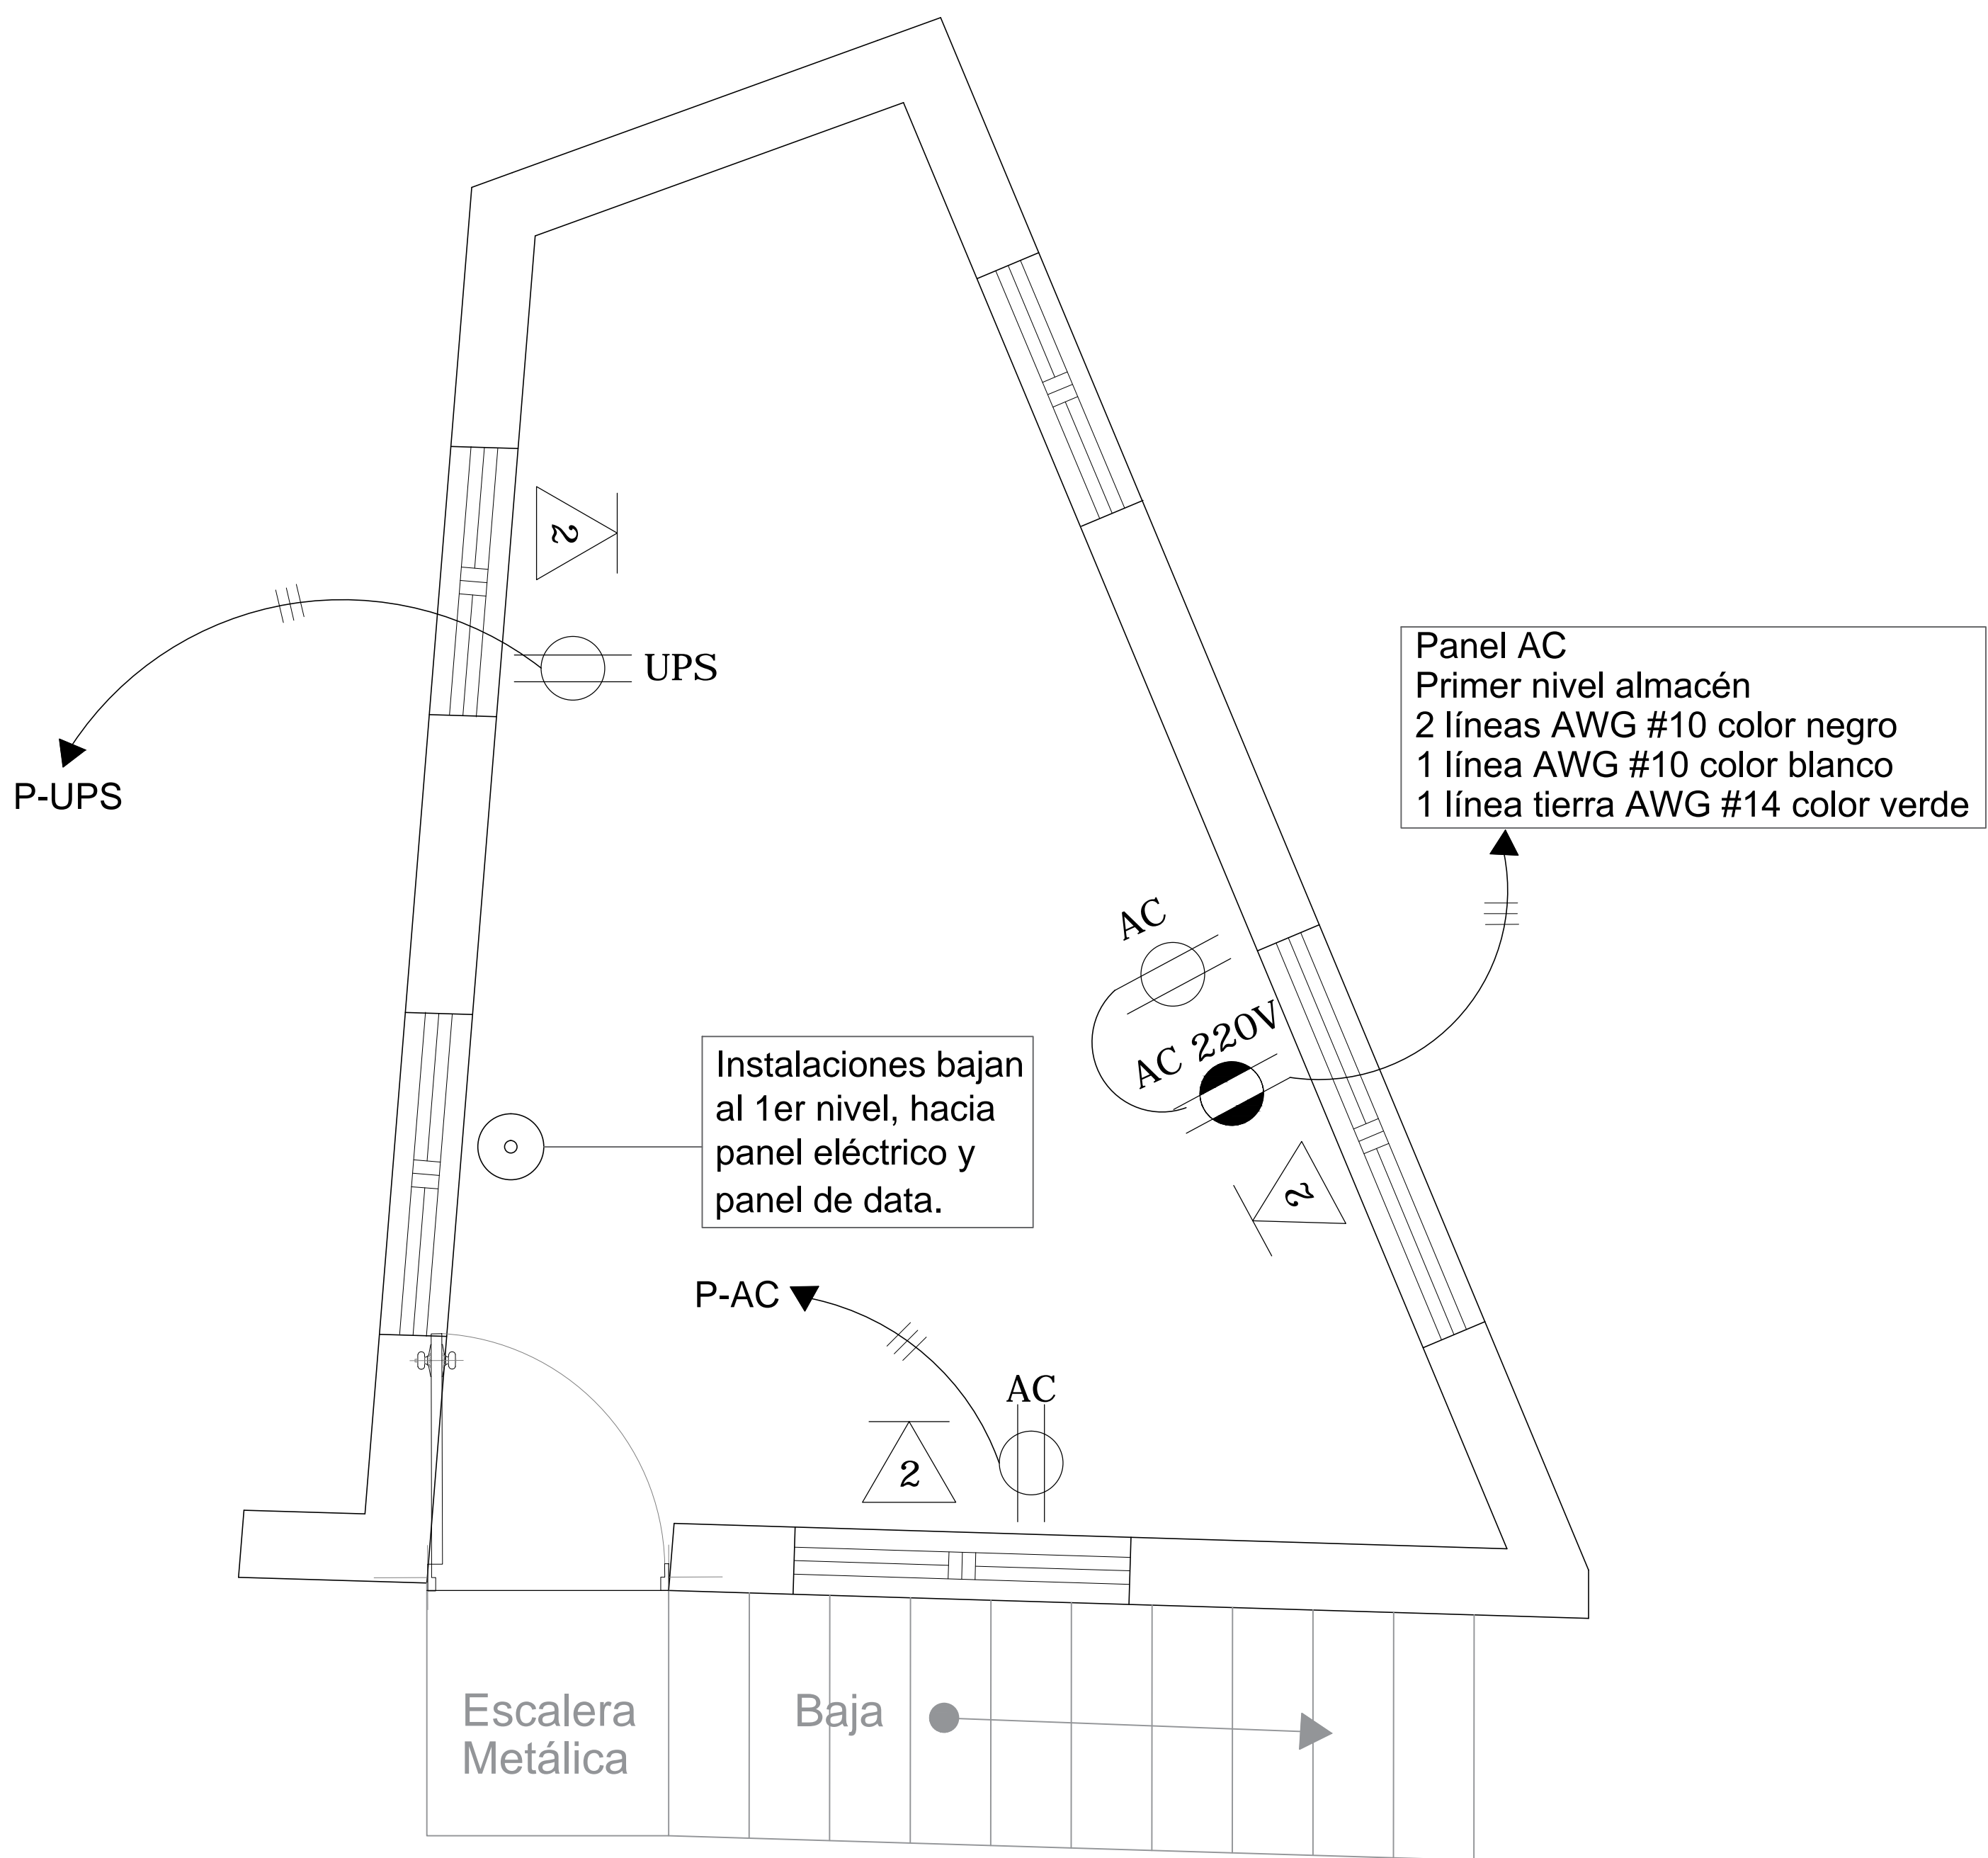 2
UPS
P-UPS
Panel AC
Primer nivel almacén
2 líneas AWG #10 color negro
1 línea AWG #10 color blanco
1 línea tierra AWG #14 color verde
AC
AC 220V
2
Instalaciones bajan
al 1er nivel, hacia
panel eléctrico y
panel de data.
P-AC
AC
2
Escalera
Metálica
Baja